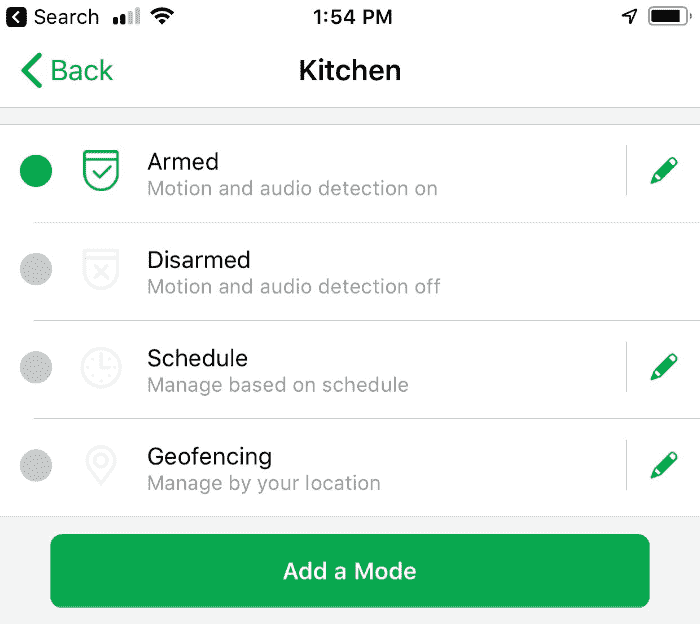 Search 1:54 PM
Back Kitchen
Armed
Motion and audio detection on
Disarmed
Motion and audio detection off
Schedule
Manage based on schedule
Geofencing
Manage by your location
Add a Mode